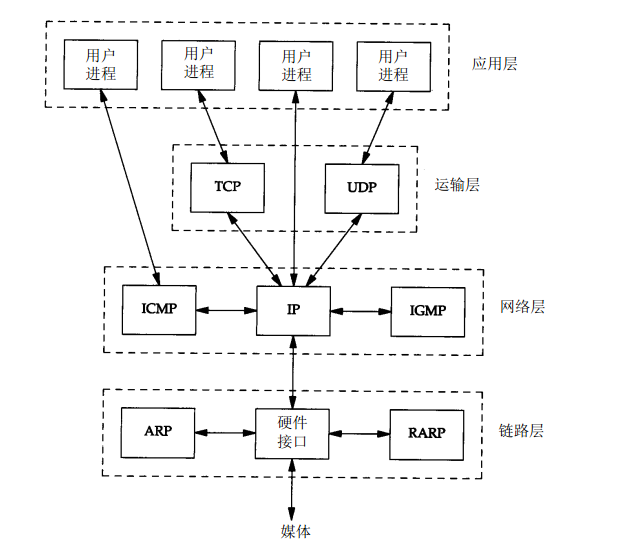 用户
进程
用户
进程
用户
进程
用户
进程
应用层
TCP
UDP
运输层
ICMP
IP
IGMP
网络层
ARP
硬件
接口
RARP
链路层
媒体